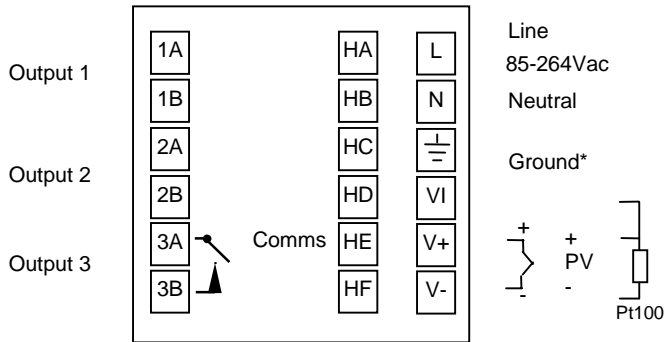 Output 1
Output 2
Output 3
1A
1B
2A
2B
3A
3B
Comms
HA
HB
HC
HD
HE
HF
L
N
VI
V+
V-
Line
85-264Vac
Neutral
Ground*
+
-
+
PV
-
Pt100